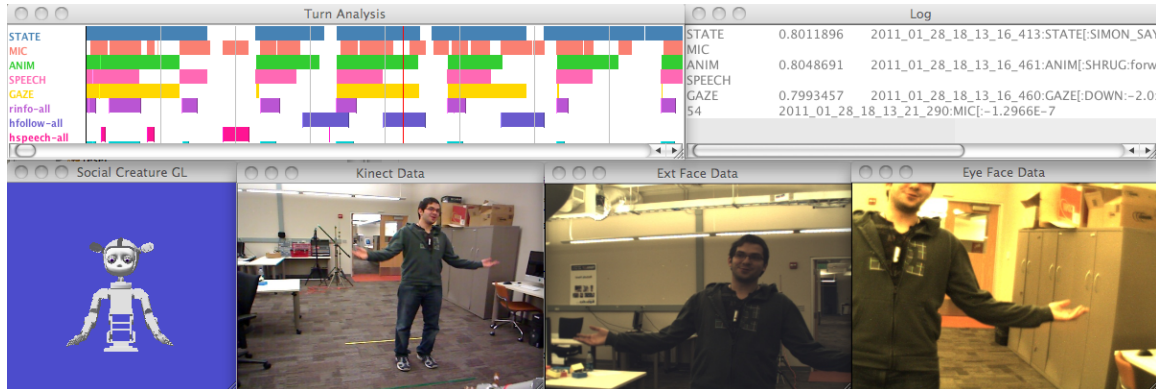 Turn Analysis
Log
STATE
MIC
ANIM
SPEECH
GAZE
rinfo-all
hfollow-all
hspeech-all
STATE 0.8011896 2011_01_28_18_13_16_413:STATE[:SIMON_SAY
MIC
ANIM 0.8048691 2011_01_28_18_13_16_461:ANIM[:SHRUG:forw
SPEECH
GAZE 0.7993457 2011_01_28_18_13_16_460:GAZE[:DOWN:-2.0:
54 2011_01_28_18_13_21_290:MIC[:-1.2966E-7
Social Creature GL
Kinect Data
Ext Face Data
Eye Face Data